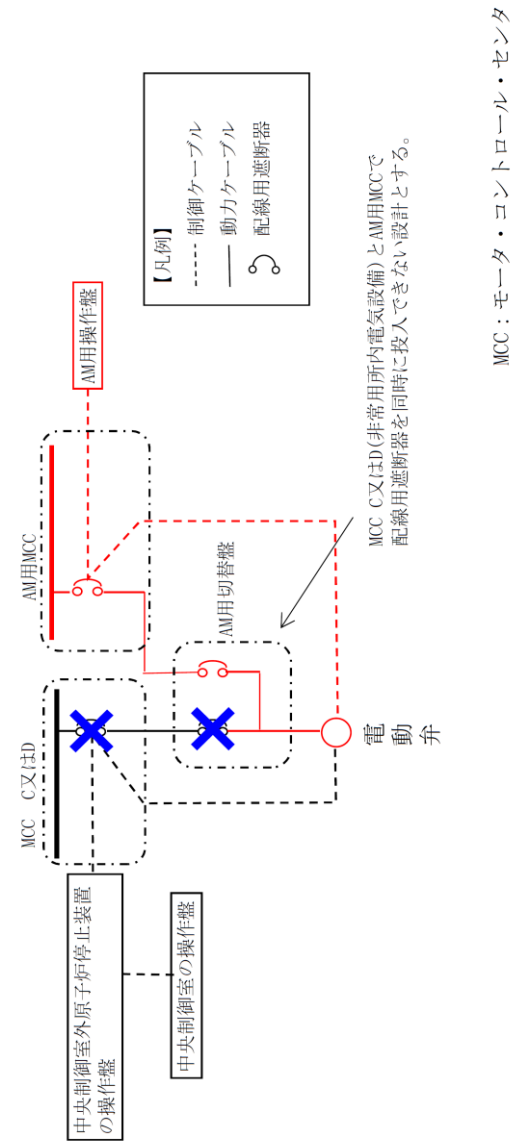 中央制御室外原子炉停止装置
の操作盤
中央制御室の操作盤
MCC C又はD
AM用MCC
AM用操作盤
AM用切替盤
電動弁
MCC C又はD(非常用所内電気設備)とAM用MCCで
配線用遮断器を同時に投入できない設計とする。
【凡例】
制御ケーブル
動力ケーブル
配線用遮断器
MCC：モータ・コントロール・センタ